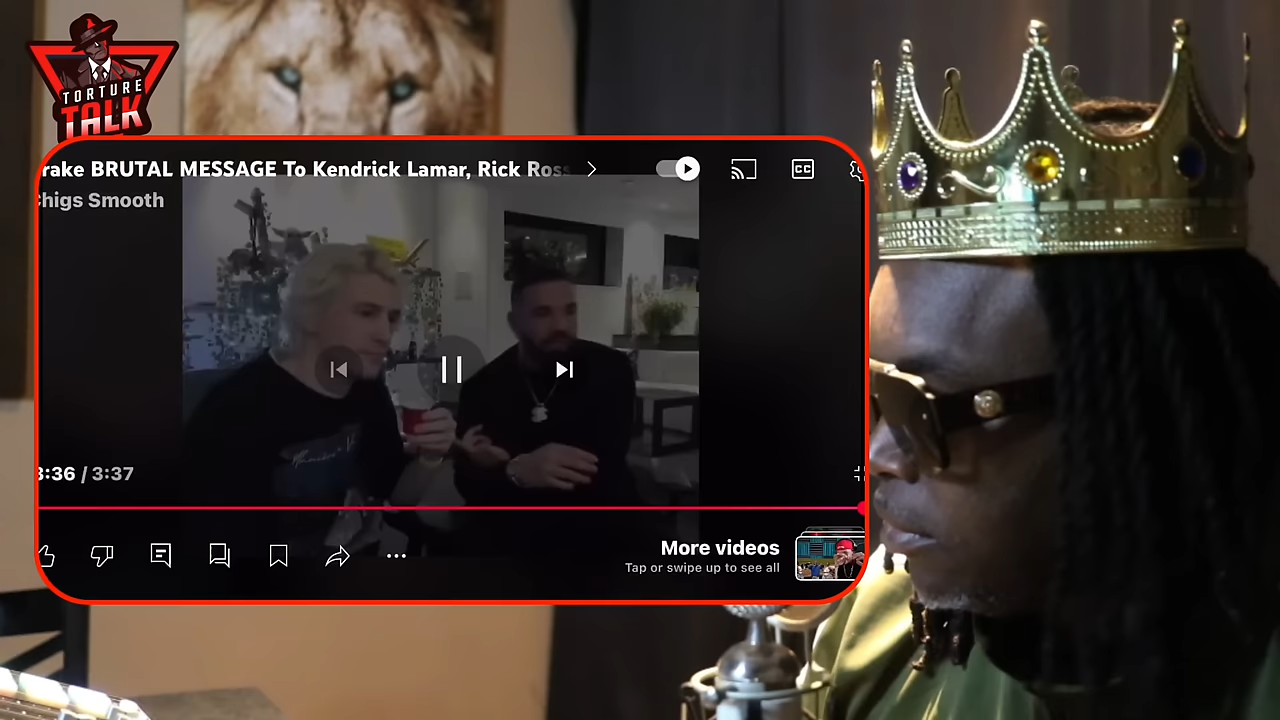 TORTURE
TALK
rake BRUTAL MESSAGE To Kendrick Lamar, Rick Ross
CC
higs Smooth
3:36 / 3:37
More videos
Tap or swipe up to see all